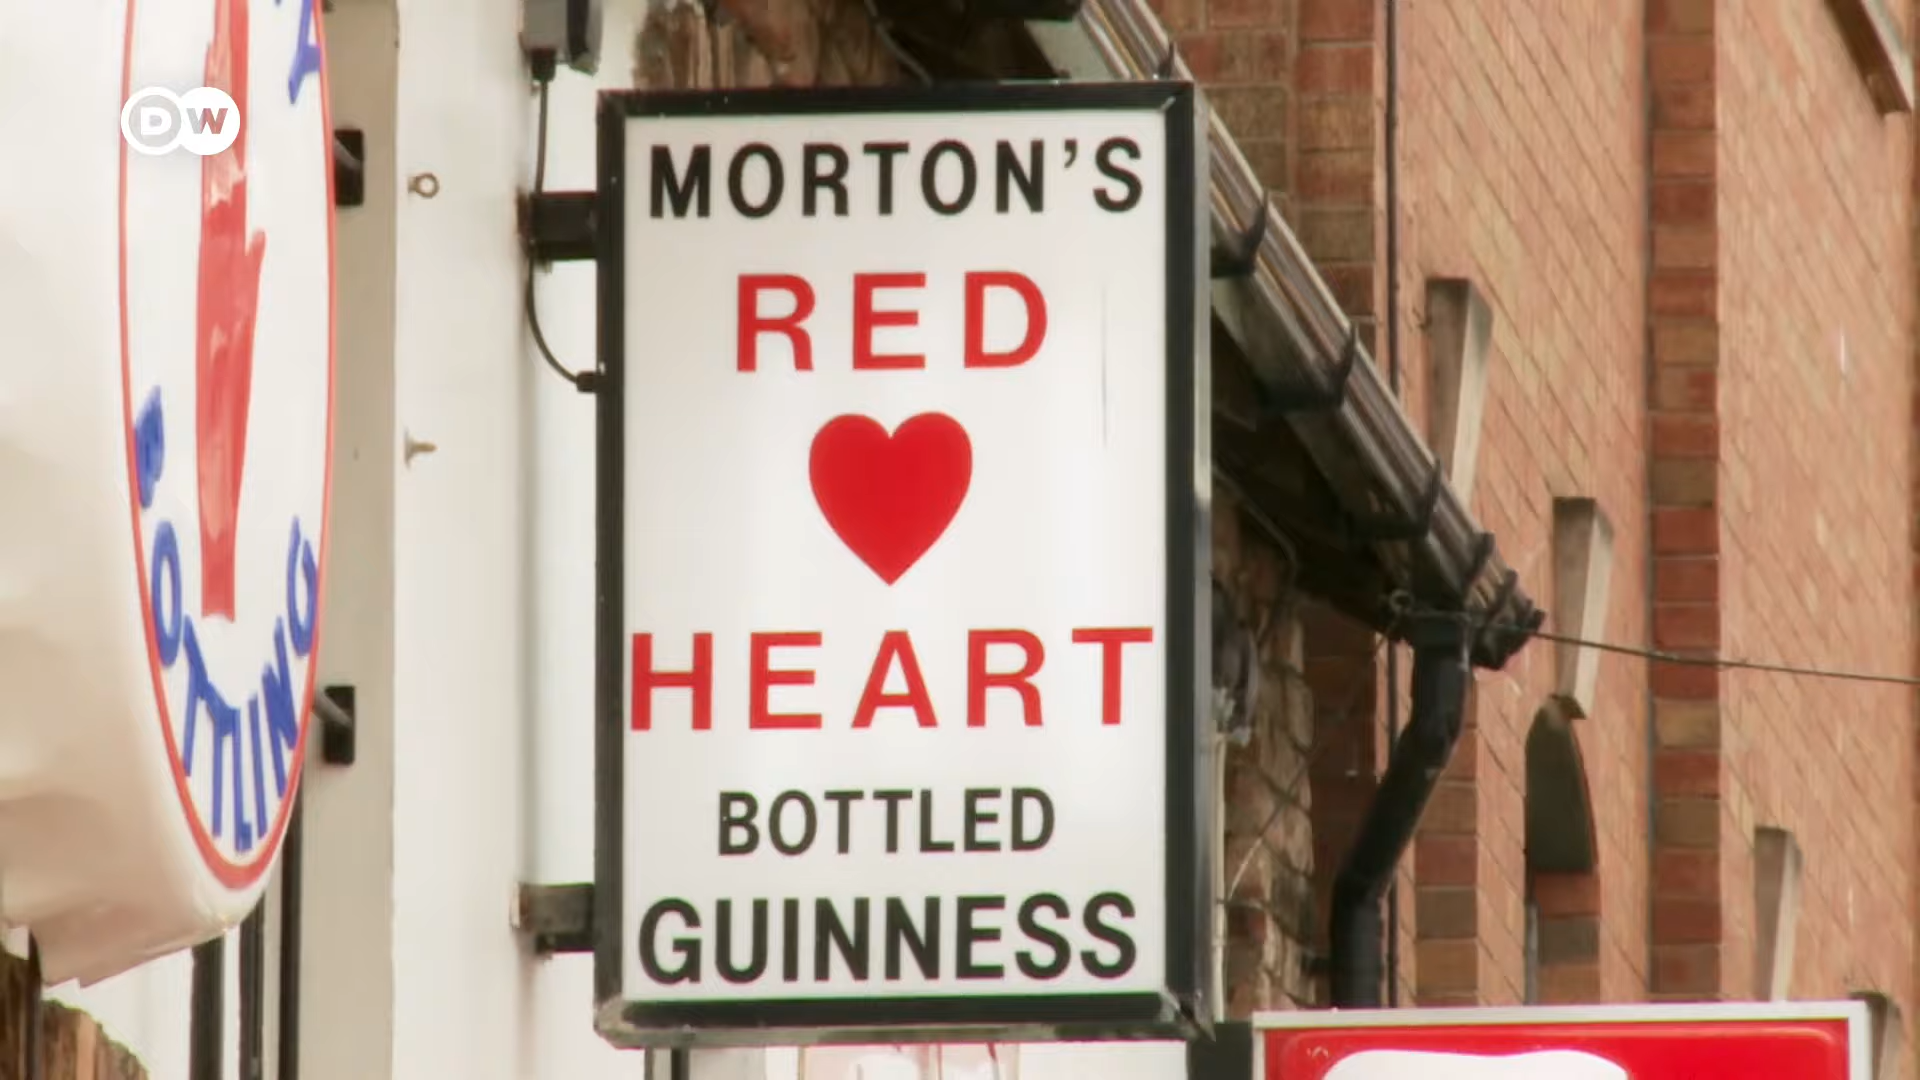 DW
MORTON'S
RED
HEART
BOTTLED
GUINNESS
BOTTLING